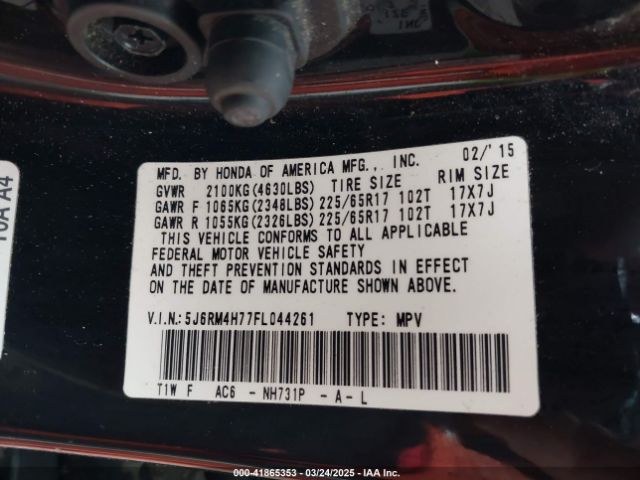 10A A4
MFD. BY HONDA OF AMERICA MFG., INC. 02/'15
GVWR 2100KG(4630LBS) TIRE SIZE RIM SIZE
GAWR F 1065KG(2348LBS) 225/65R17 102T 17X7J
GAWR R 1055KG(2326LBS) 225/65R17 102T 17X7J
THIS VEHICLE CONFORMS TO ALL APPLICABLE
FEDERAL MOTOR VEHICLE SAFETY
AND THEFT PREVENTION STANDARDS IN EFFECT
ON THE DATE OF MANUFACTURE SHOWN ABOVE.
V.I.N.: 5J6RM4H77FL044261 TYPE: MPV
T1W F AC6 - NH731P - A - L
000-41865353 - 03/24/2025 - IAA Inc.